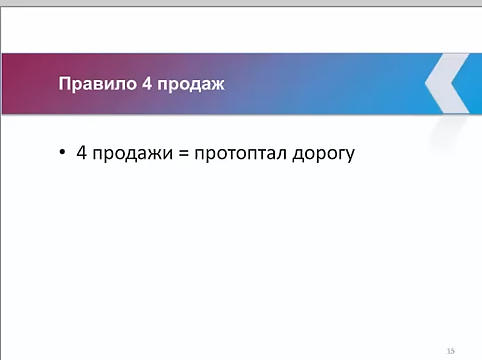 Правило 4 продаж
• 4 продажи = протоптал дорогу
15